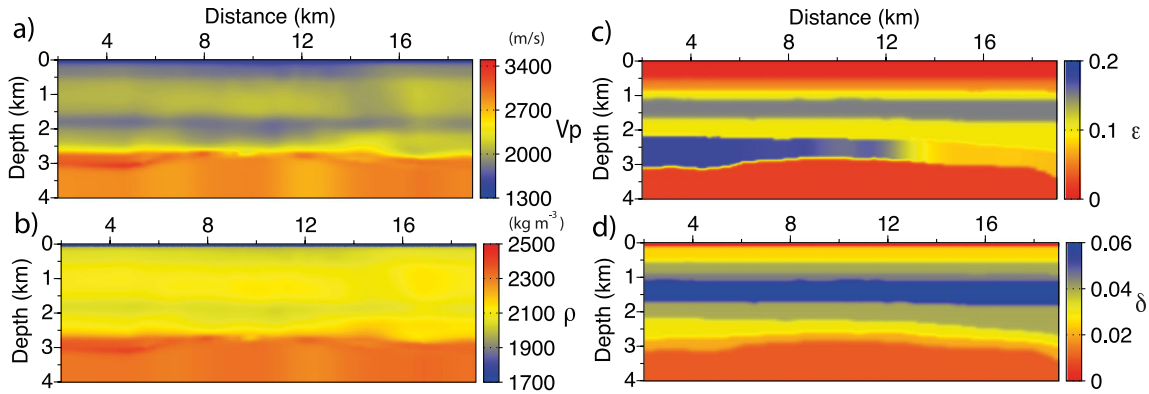 Distance (km)
a) 4 8 12 16 (m/s)
0
1
2
3
4
Depth (km)
3400
2700
2000
1300
Vp
b) 4 8 12 16 (kg m⁻³)
0
1
2
3
4
Depth (km)
2500
2300
2100
1900
1700
ρ
Distance (km)
c) 4 8 12 16
0
1
2
3
4
Depth (km)
0.2
0.1
0
ε
d) 4 8 12 16
0
1
2
3
4
Depth (km)
0.06
0.04
0.02
0
δ